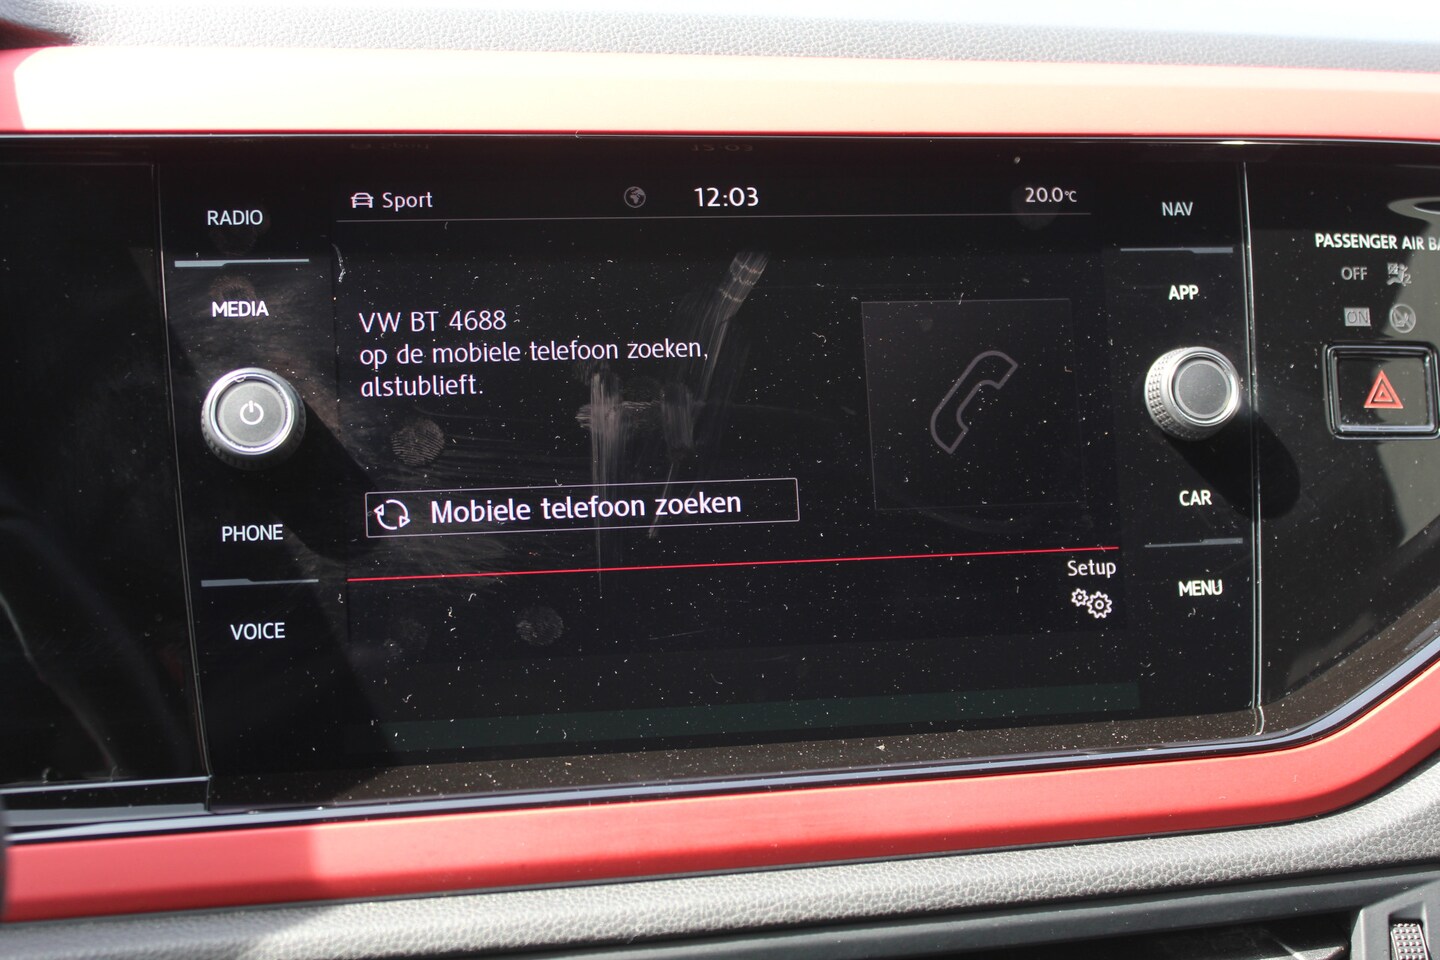 Sport
12:03
20.0°C
RADIO
MEDIA
PHONE
VOICE
VW BT 4688
op de mobiele telefoon zoeken,
alstublieft.
Mobiele telefoon zoeken
Setup
NAV
APP
CAR
MENU
PASSENGER AIR BA
OFF
ON